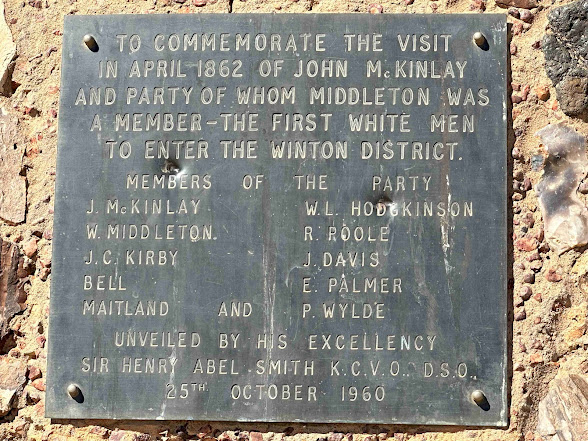 TO COMMEMORATE THE VISIT
IN APRIL 1862 OF JOHN McKINLAY
AND PARTY OF WHOM MIDDLETON WAS
A MEMBER - THE FIRST WHITE MEN
TO ENTER THE WINTON DISTRICT.
MEMBERS OF THE PARTY
J. McKINLAY W.L. HODGKINSON
W. MIDDLETON. R. POOLE
J.C. KIRBY J. DAVIS
BELL E. PALMER
MAITLAND AND P. WYLDE
UNVEILED BY HIS EXCELLENCY
SIR HENRY ABEL SMITH K.C.V.O., D.S.O.,
25TH OCTOBER 1960